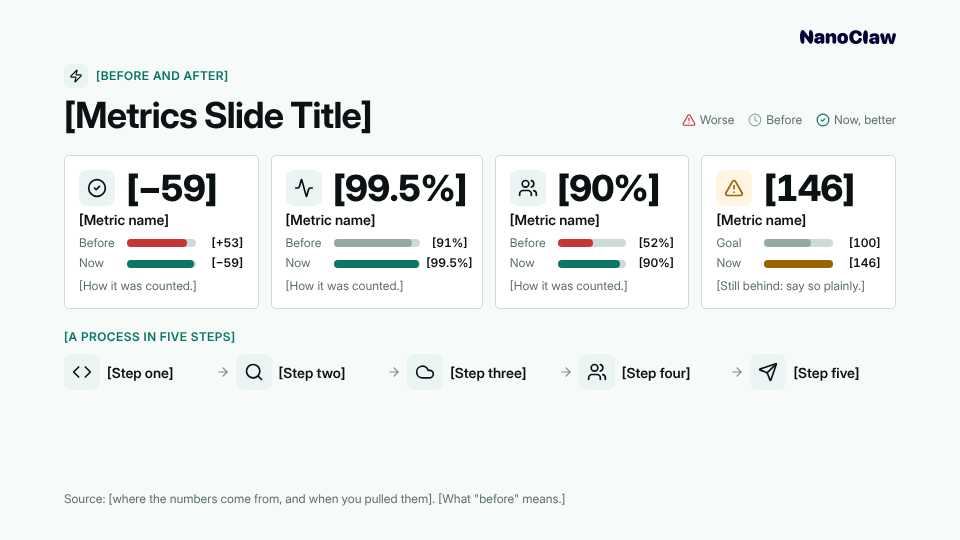 NanoClaw
[BEFORE AND AFTER]
[Metrics Slide Title]
Worse
Before
Now, better
[−59]
[Metric name]
Before [+53]
Now [−59]
[How it was counted.]
[99.5%]
[Metric name]
Before [91%]
Now [99.5%]
[How it was counted.]
[90%]
[Metric name]
Before [52%]
Now [90%]
[How it was counted.]
[146]
[Metric name]
Goal [100]
Now [146]
[Still behind: say so plainly.]
[A PROCESS IN FIVE STEPS]
[Step one]
[Step two]
[Step three]
[Step four]
[Step five]
Source: [where the numbers come from, and when you pulled them]. [What "before" means.]